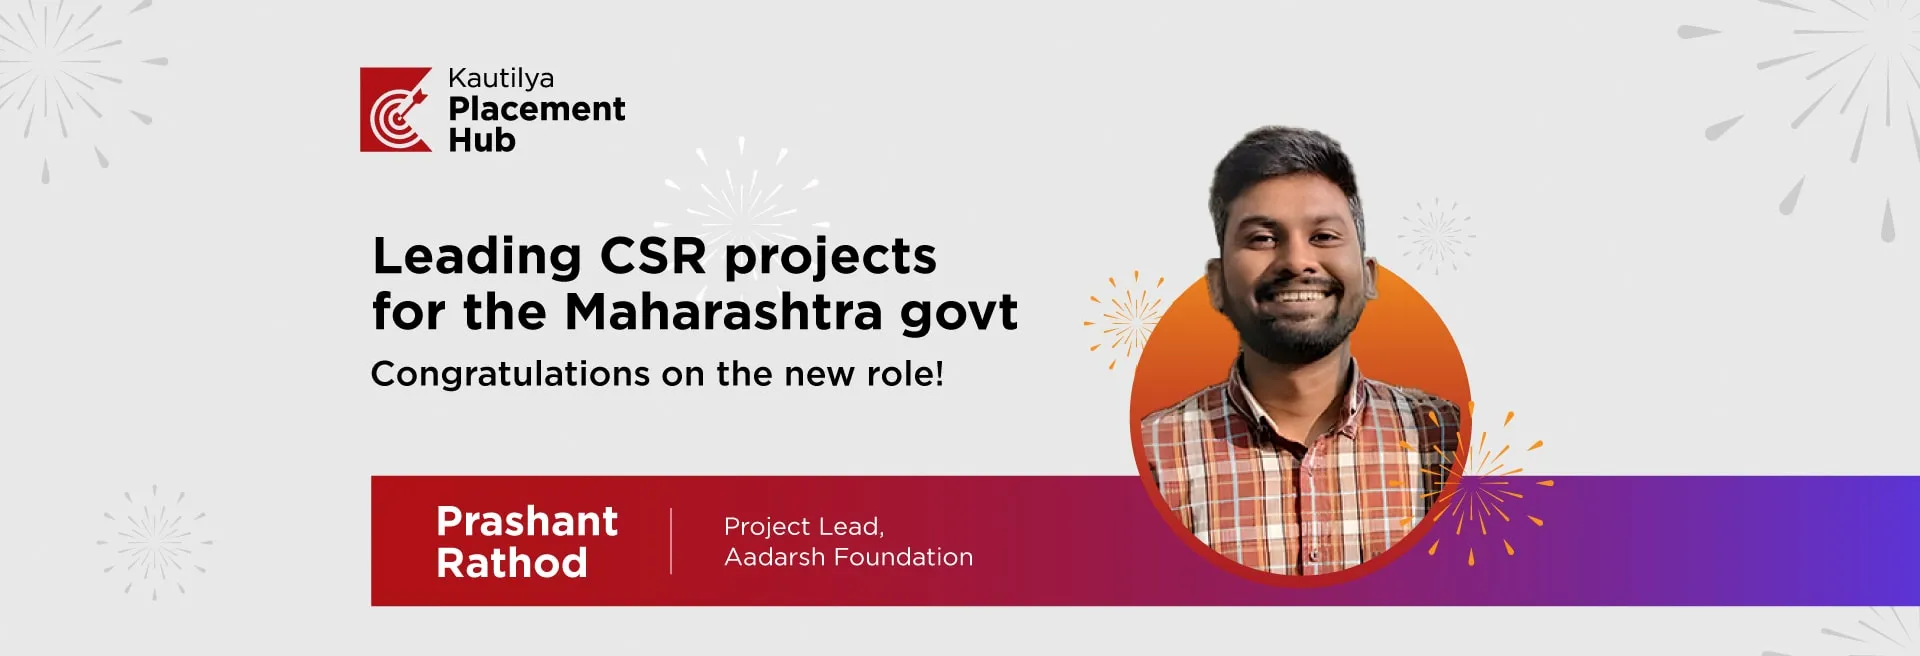 Kautilya
Placement
Hub
Leading CSR projects
for the Maharashtra govt
Congratulations on the new role!
Prashant
Rathod
Project Lead,
Aadarsh Foundation